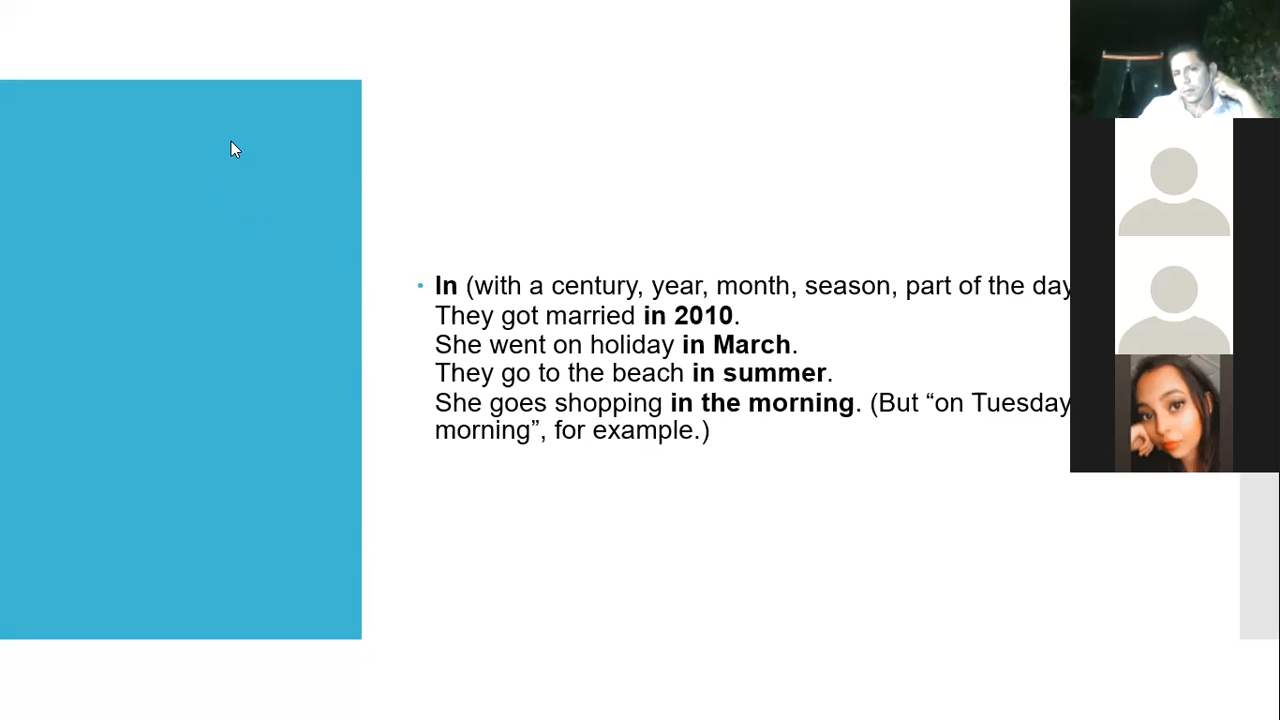 In (with a century, year, month, season, part of the day
They got married in 2010.
She went on holiday in March.
They go to the beach in summer.
She goes shopping in the morning. (But “on Tuesday
morning”, for example.)